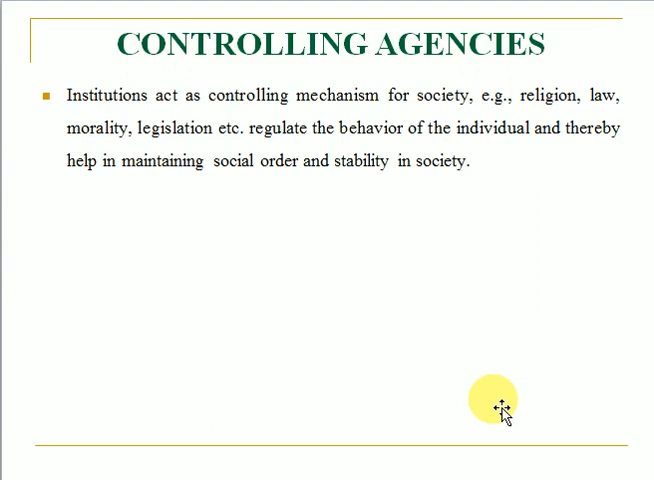 CONTROLLING AGENCIES
Institutions act as controlling mechanism for society, e.g., religion, law,
morality, legislation etc. regulate the behavior of the individual and thereby
help in maintaining social order and stability in society.